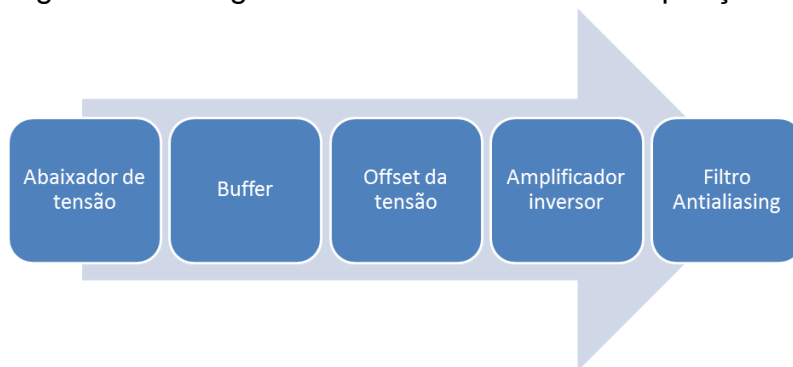 Abaixador de
tensão
Buffer
Offset da
tensão
Amplificador
inversor
Filtro
Antialiasing